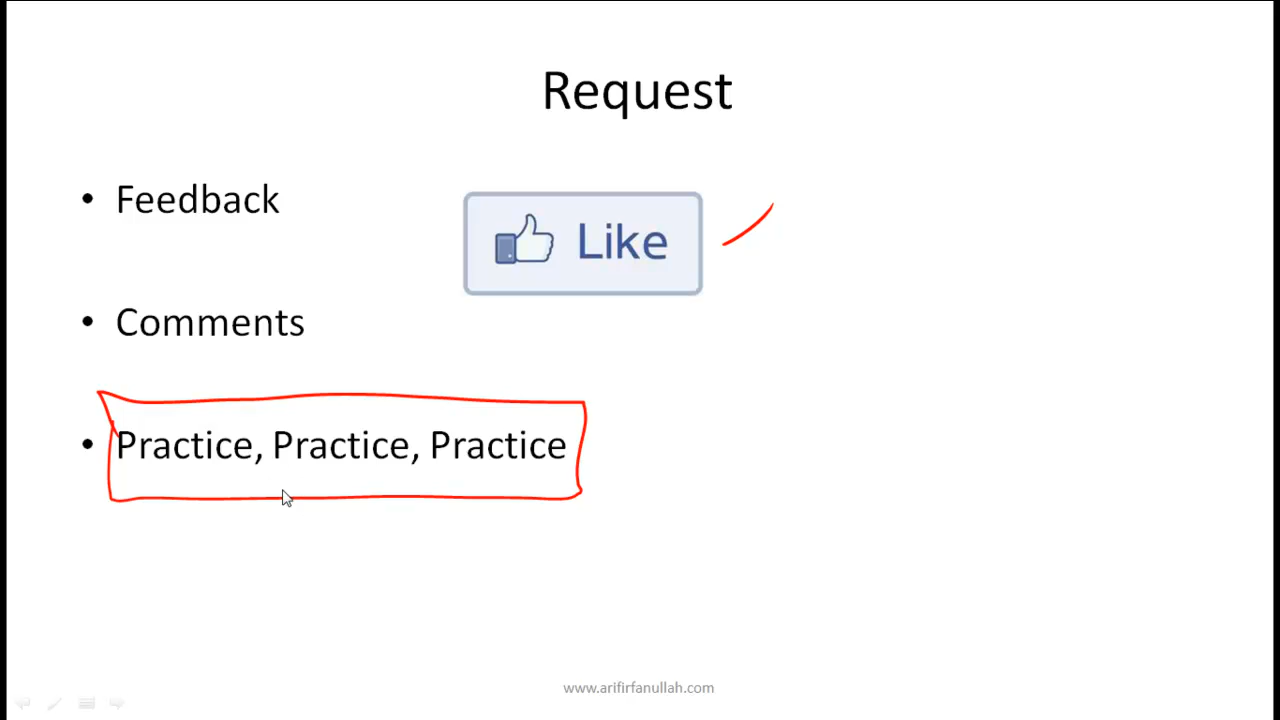 Request
• Feedback
Like
• Comments
• Practice, Practice, Practice
www.arifirfanullah.com